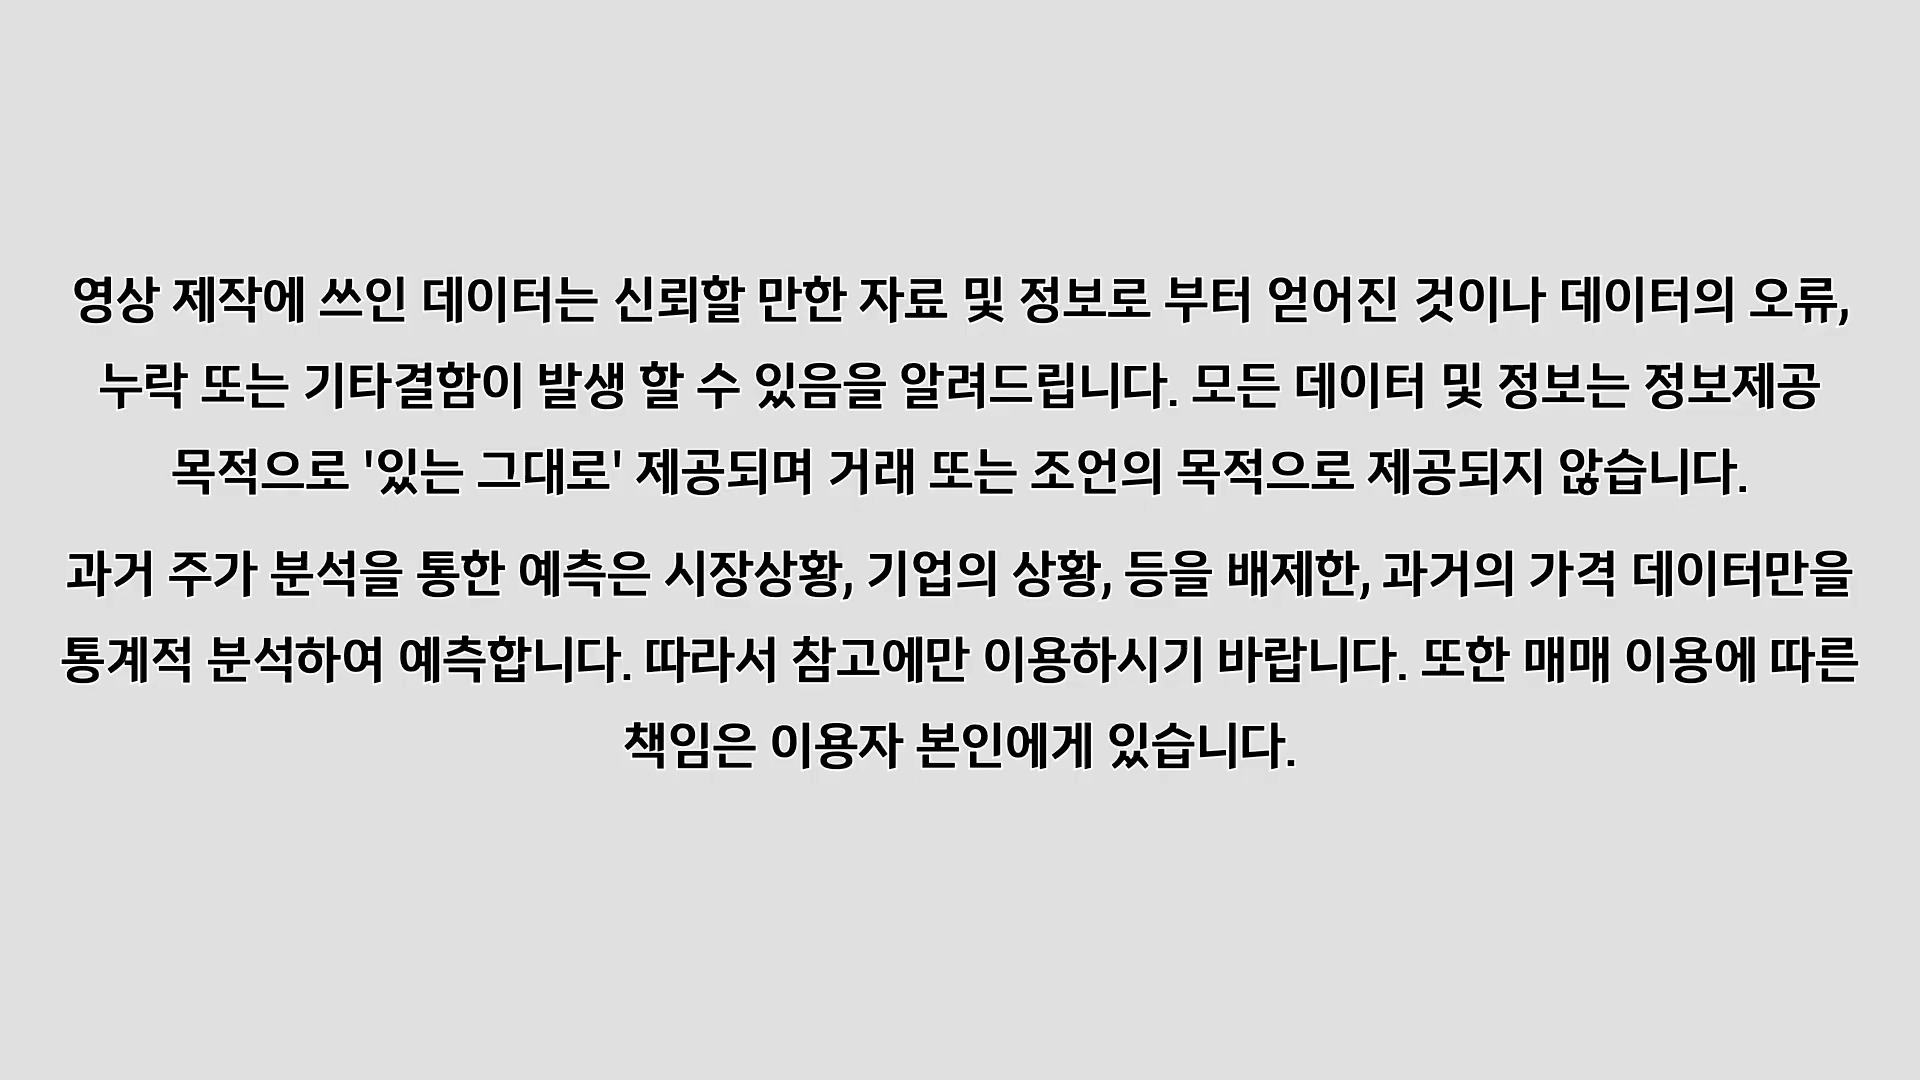 영상 제작에 쓰인 데이터는 신뢰할 만한 자료 및 정보로 부터 얻어진 것이나 데이터의 오류,
누락 또는 기타결함이 발생 할 수 있음을 알려드립니다. 모든 데이터 및 정보는 정보제공
목적으로 '있는 그대로' 제공되며 거래 또는 조언의 목적으로 제공되지 않습니다.
과거 주가 분석을 통한 예측은 시장상황, 기업의 상황, 등을 배제한, 과거의 가격 데이터만을
통계적 분석하여 예측합니다. 따라서 참고에만 이용하시기 바랍니다. 또한 매매 이용에 따른
책임은 이용자 본인에게 있습니다.